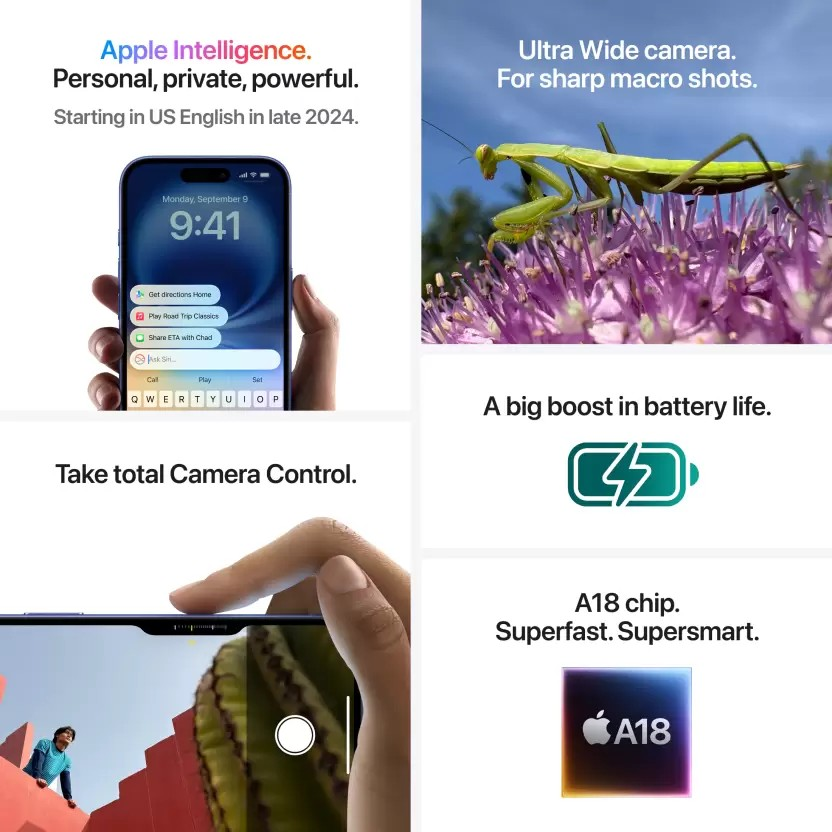 Apple Intelligence.
Personal, private, powerful.
Starting in US English in late 2024.
Monday, September 9
9:41
Get directions Home
Play Road Trip Classics
Share ETA with Chad
Ask Siri...
Call Play Set
Q W E R T Y U I O P
Ultra Wide camera.
For sharp macro shots.
Take total Camera Control.
A big boost in battery life.
A18 chip.
Superfast. Supersmart.
A18